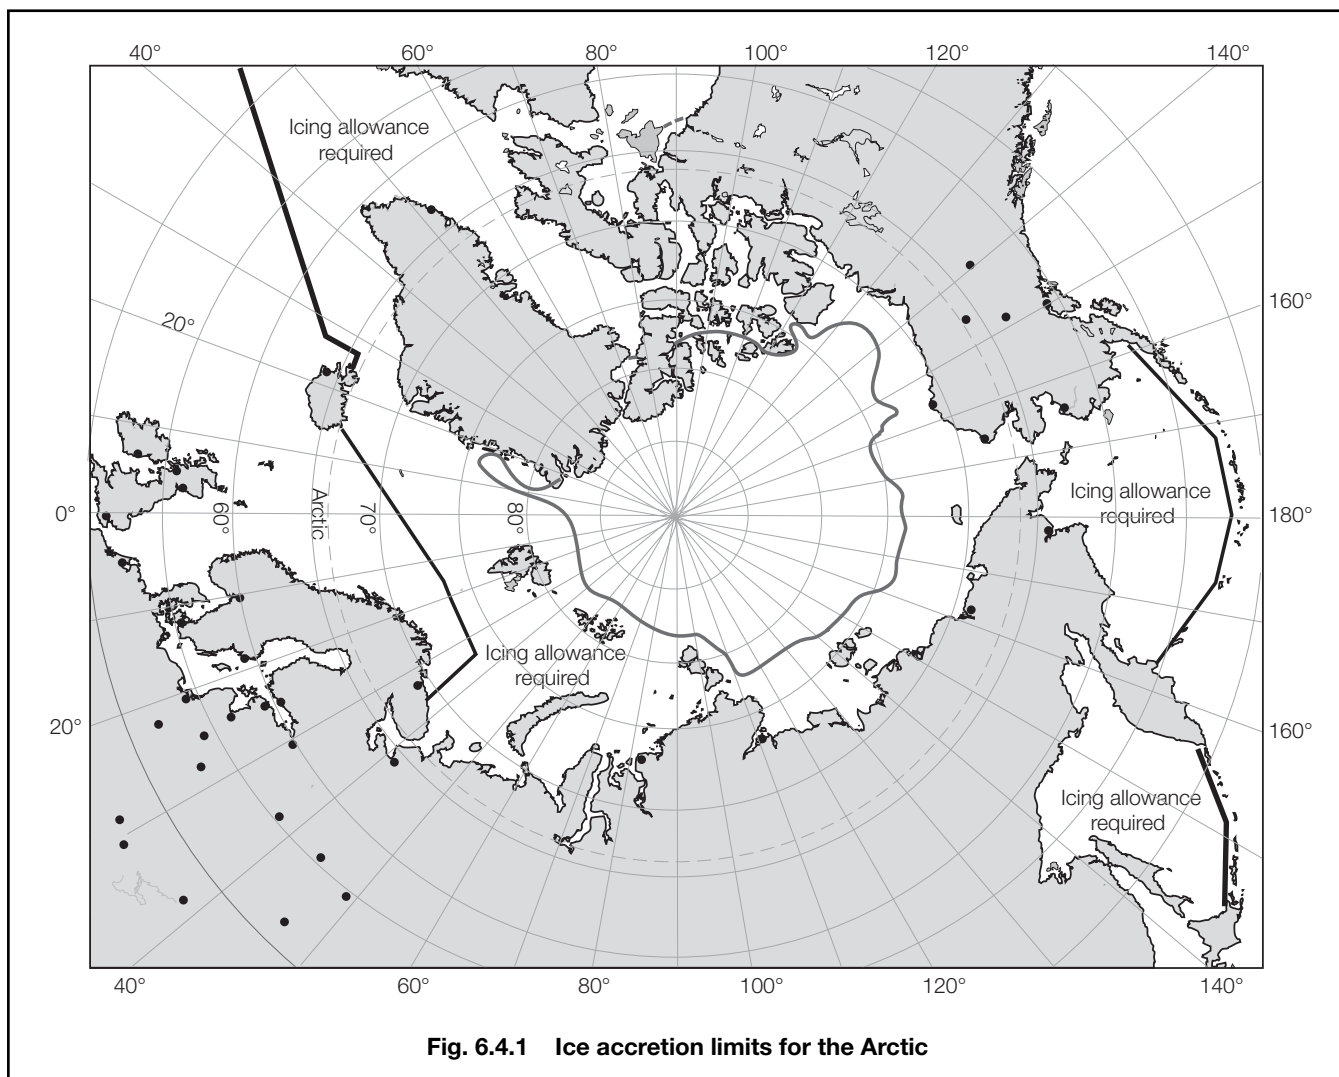 40° 60° 80° 100° 120° 140°
Icing allowance
required
160°
20°
Icing allowance
required
0° 60° Arctic 70° 80° 180°
Icing allowance
required
20° 160°
Icing allowance
required
40° 60° 80° 100° 120° 140°
Fig. 6.4.1 Ice accretion limits for the Arctic